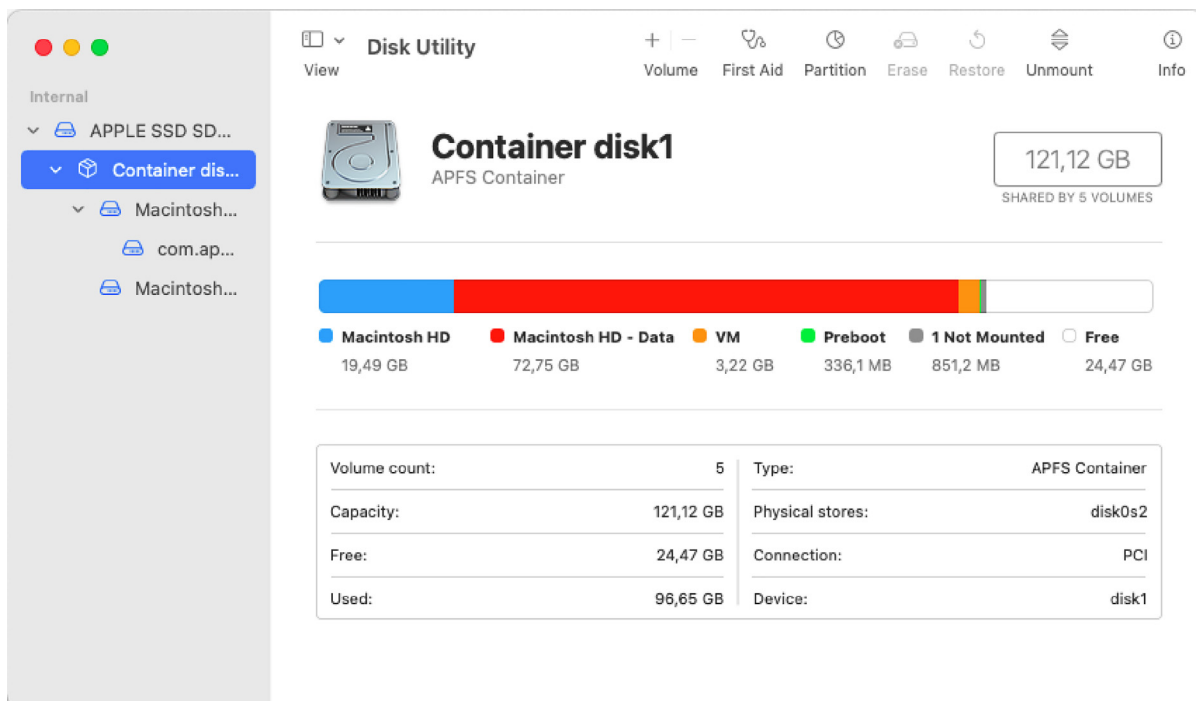 Disk Utility
View
Volume
First Aid
Partition
Erase
Restore
Unmount
Info
Internal
APPLE SSD SD...
Container dis...
Macintosh...
com.ap...
Macintosh...
Container disk1
APFS Container
121,12 GB
SHARED BY 5 VOLUMES
Macintosh HD
19,49 GB
Macintosh HD - Data
72,75 GB
VM
3,22 GB
Preboot
336,1 MB
1 Not Mounted
851,2 MB
Free
24,47 GB
Volume count: 5
Capacity: 121,12 GB
Free: 24,47 GB
Used: 96,65 GB
Type: APFS Container
Physical stores: disk0s2
Connection: PCI
Device: disk1